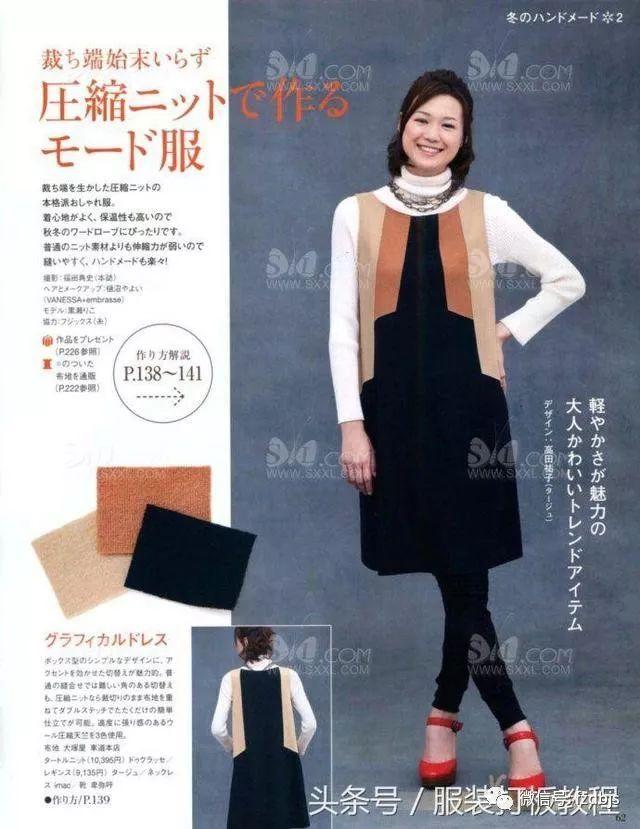 冬のハンドメード✲2
裁ち端始末いらず
圧縮ニットで作る
モード服
裁ち端を生かした圧縮ニットの
本格派おしゃれ服。
着心地がよく、保温性も高いので
秋冬のワードローブにぴったりです。
普通のニット素材よりも伸縮力が弱いので
縫いやすく、ハンドメードも楽々!
撮影:福田典史(本誌)
ヘアとメークアップ:樋沼やよい
(VANESSA+embrasse)
モデル:黒瀬りこ
協力:フジックス(糸)
作品をプレゼント
(P.226参照)
※のついた
布地を通販
(P.222参照)
作り方解説
P.138〜141
軽やかさが魅力の
大人かわいいトレンドアイテム
デザイン:高田祐子(タージュ)
グラフィカルドレス
ボックス型のシンプルなデザインに、ア
クセントを効かせた切替えが魅力的。普
通の縫合せでは難しい角のある切替え
も、圧縮ニットなら裁切りのまま布地を重
ねてダブルステッチでたたくだけの簡単
仕立てが可能。適度に張り感のあるウ
ール圧縮天竺を3色使用。
布地 大塚屋 車道本店
タートルニット(10,395円) ドゥクラッセ/
レギンス(9,135円) タージュ/ネックレ
ス imac/靴 卑弥呼
●作り方/P.139
SXXL.COM
WWW.SXXL.COM
头条号/服装打板教程
62